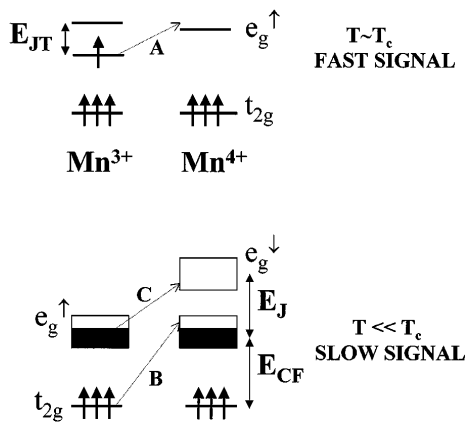 E_JT
A
e_g↑
T~T_c
FAST SIGNAL
t_2g
Mn³⁺ Mn⁴⁺
e_g↓
C
e_g↑
E_J
T << T_c
SLOW SIGNAL
B
E_CF
t_2g